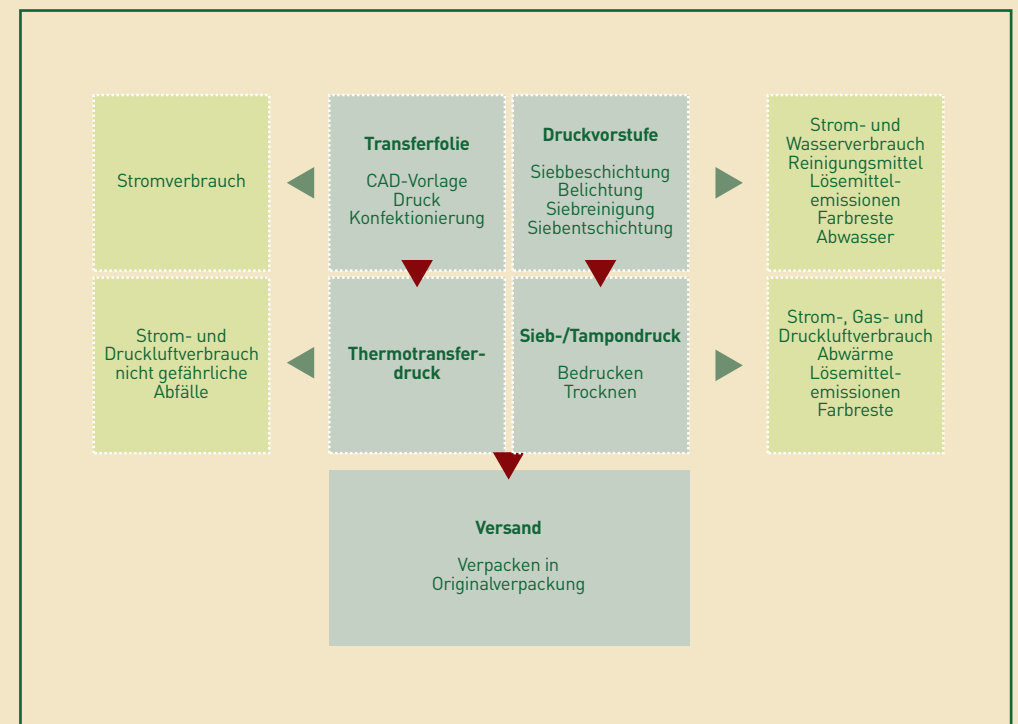 Stromverbrauch
Transferfolie
CAD-Vorlage
Druck
Konfektionierung
Druckvorstufe
Siebbeschichtung
Belichtung
Siebreinigung
Siebentschichtung
Strom- und
Wasserverbrauch
Reinigungsmittel
Lösemittel-
emissionen
Farbreste
Abwasser
Strom- und
Druckluftverbrauch
nicht gefährliche
Abfälle
Thermotransfer-
druck
Sieb-/Tampondruck
Bedrucken
Trocknen
Strom-, Gas- und
Druckluftverbrauch
Abwärme
Lösemittel-
emissionen
Farbreste
Versand
Verpacken in
Originalverpackung